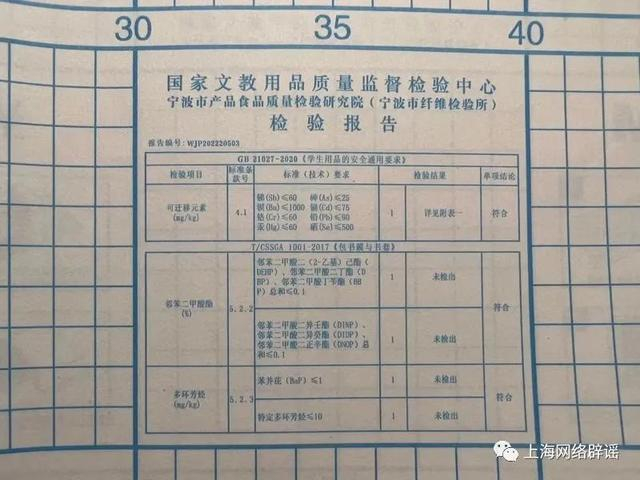 30 35 40
国家文教用品质量监督检验中心
宁波市产品食品质量检验研究院（宁波市纤维检验所）
检验报告
报告编号：WJP202220503
GB 21027-2020《学生用品的安全通用要求》
检验项目 标准条款号 标准（技术）要求 检验结果 单项结论
可迁移元素(mg/kg) 4.1 1 详见附表一 符合
锑(Sb)≤60 砷(As)≤25
钡(Ba)≤1000 镉(Cd)≤75
铬(Cr)≤60 铅(Pb)≤90
汞(Hg)≤60 硒(Se)≤500
T/CSSGA 1001-2017《包书膜与书套》
邻苯二甲酸酯(%) 5.2.2 符合
邻苯二甲酸二（2-乙基）己酯（
DEHP）、邻苯二甲酸二丁酯（D
BP）、邻苯二甲酸丁苄酯（BB
P）总和≤0.1
1 未检出
邻苯二甲酸二异壬酯（DINP）、
邻苯二甲酸二异癸酯（DIDP）、
邻苯二甲酸二正辛酯（DNOP）总
和≤0.1
1 未检出
多环芳烃(mg/kg) 5.2.3 符合
苯并芘（BaP）≤1 1 未检出
特定多环芳烃≤10 1 未检出
上海网络辟谣